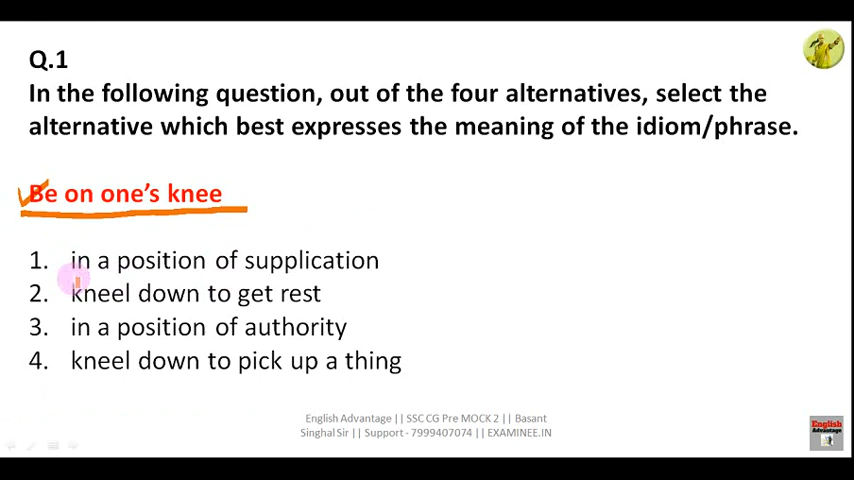 Q.1
In the following question, out of the four alternatives, select the
alternative which best expresses the meaning of the idiom/phrase.
Be on one’s knee
1. in a position of supplication
2. kneel down to get rest
3. in a position of authority
4. kneel down to pick up a thing
English Advantage || SSC CG Pre MOCK 2 || Basant
Singhal Sir || Support - 7999407074 || EXAMINEE.IN
English
Advantage